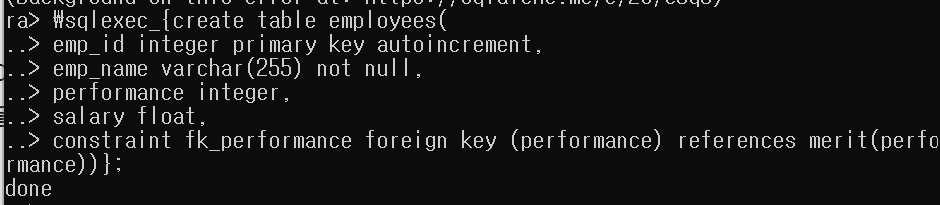 ra> ₩sqlexec_{create table employees(
..> emp_id integer primary key autoincrement,
..> emp_name varchar(255) not null,
..> performance integer,
..> salary float,
..> constraint fk_performance foreign key (performance) references merit(perfo
rmance))};
done